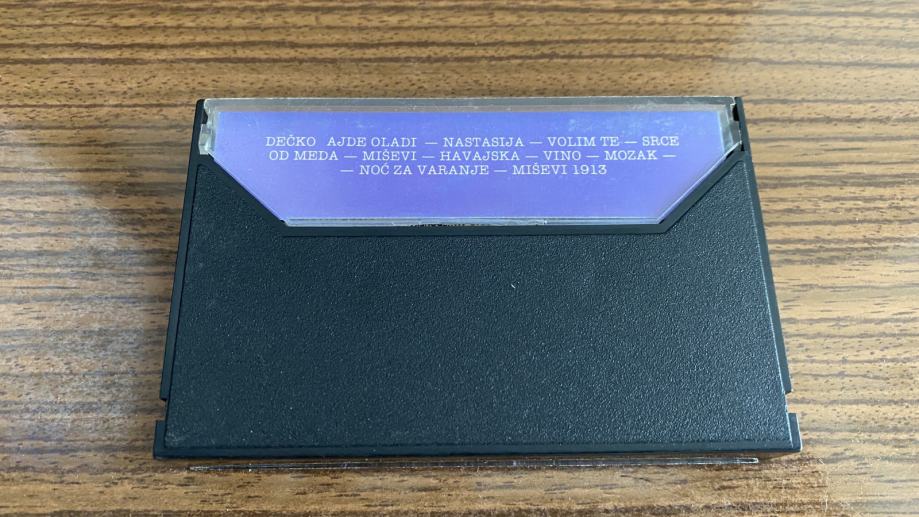 DEČKO AJDE OLADI — NASTASIJA — VOLIM TE — SRCE
OD MEDA — MIŠEVI — HAVAJSKA — VINO — MOZAK —
— NOĆ ZA VARANJE — MIŠEVI 1913